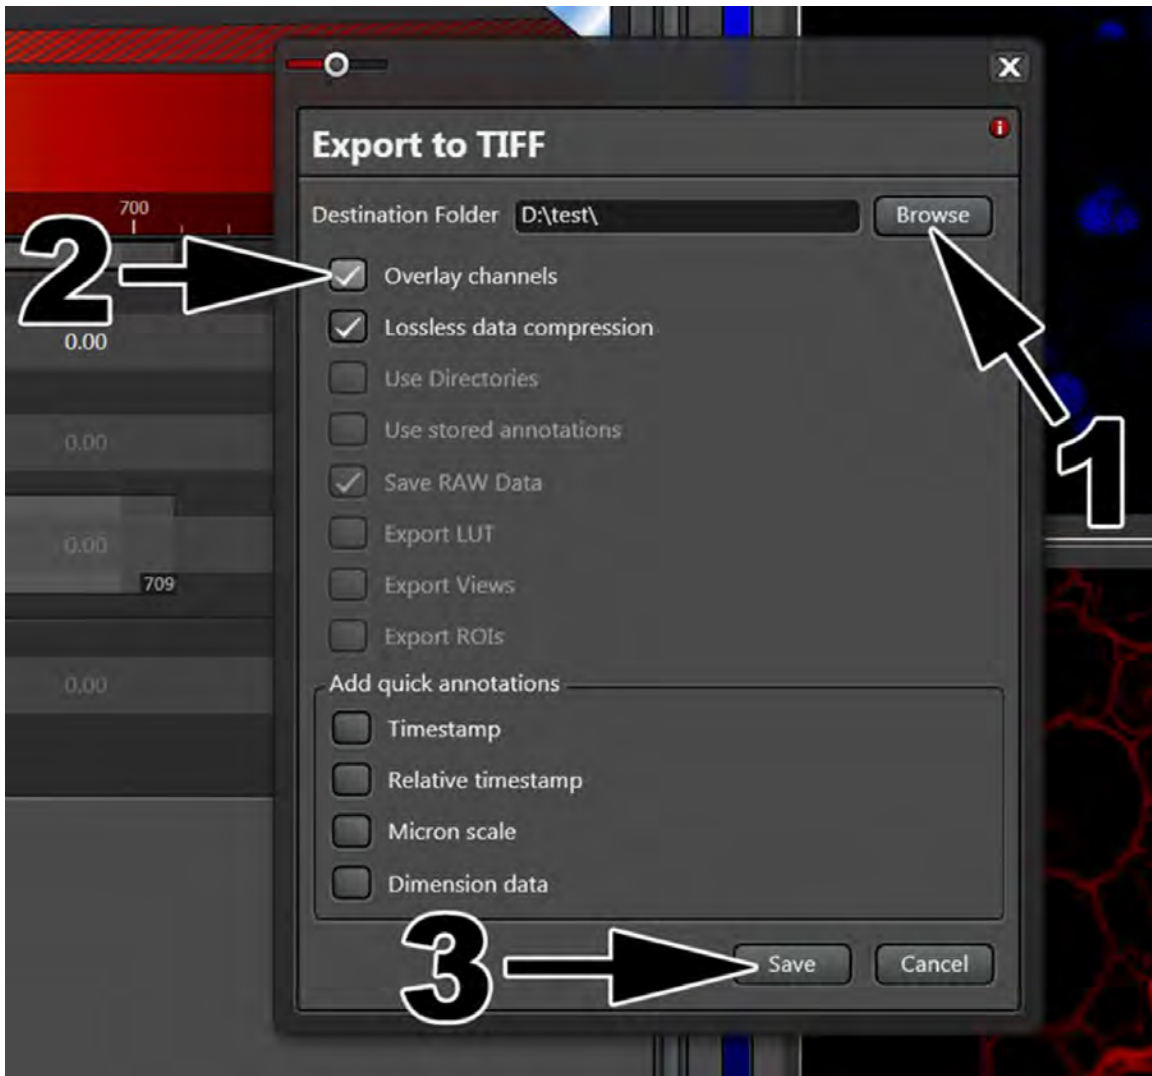 X
Export to TIFF
i
700
Destination Folder D:\test\ Browse
2
Overlay channels
0.00
Lossless data compression
Use Directories
0.00
Use stored annotations
1
Save RAW Data
0.00
Export LUT
709
Export Views
Export ROIs
0.00
Add quick annotations
Timestamp
Relative timestamp
Micron scale
Dimension data
3
Save Cancel